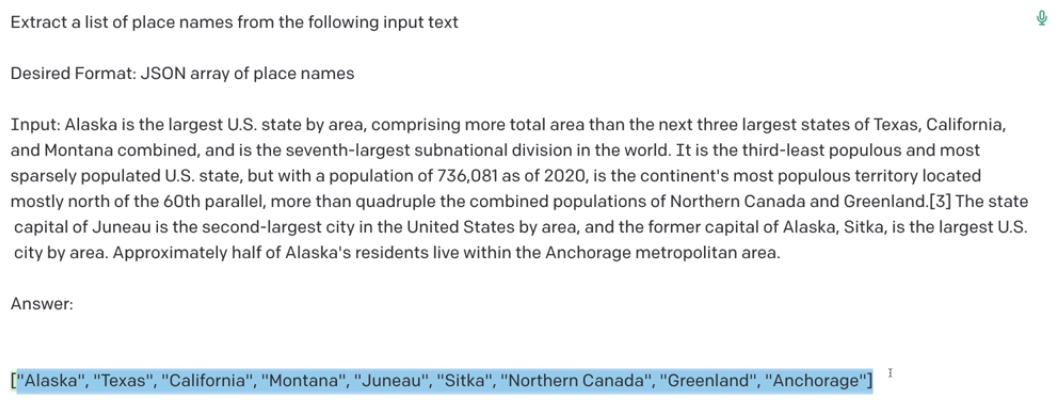 Extract a list of place names from the following input text
Desired Format: JSON array of place names
Input: Alaska is the largest U.S. state by area, comprising more total area than the next three largest states of Texas, California,
and Montana combined, and is the seventh-largest subnational division in the world. It is the third-least populous and most
sparsely populated U.S. state, but with a population of 736,081 as of 2020, is the continent's most populous territory located
mostly north of the 60th parallel, more than quadruple the combined populations of Northern Canada and Greenland.[3] The state
capital of Juneau is the second-largest city in the United States by area, and the former capital of Alaska, Sitka, is the largest U.S.
city by area. Approximately half of Alaska's residents live within the Anchorage metropolitan area.
Answer:
["Alaska", "Texas", "California", "Montana", "Juneau", "Sitka", "Northern Canada", "Greenland", "Anchorage"]